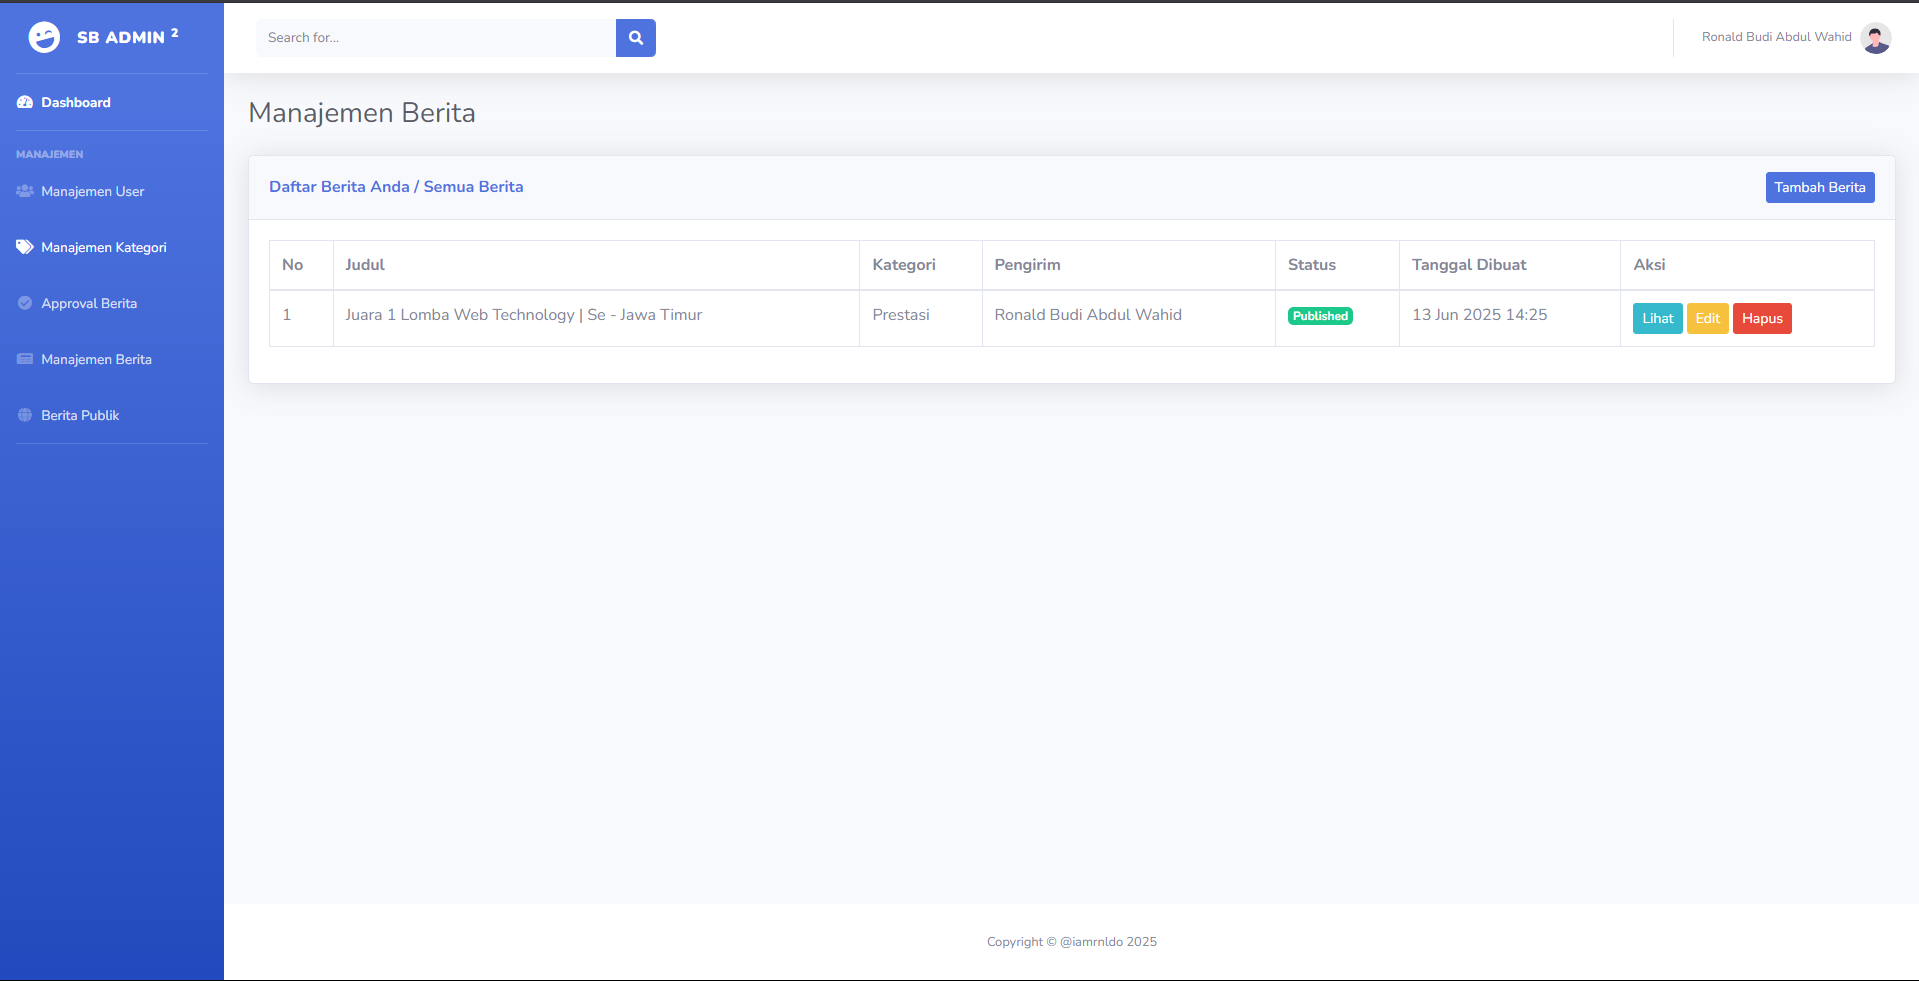 SB ADMIN 2
Search for...
Ronald Budi Abdul Wahid
Dashboard
MANAJEMEN
Manajemen User
Manajemen Kategori
Approval Berita
Manajemen Berita
Berita Publik
Manajemen Berita
Daftar Berita Anda / Semua Berita
Tambah Berita
No Judul Kategori Pengirim Status Tanggal Dibuat Aksi
1 Juara 1 Lomba Web Technology | Se - Jawa Timur Prestasi Ronald Budi Abdul Wahid Published 13 Jun 2025 14:25 Lihat Edit Hapus
Copyright © @iamrnldo 2025